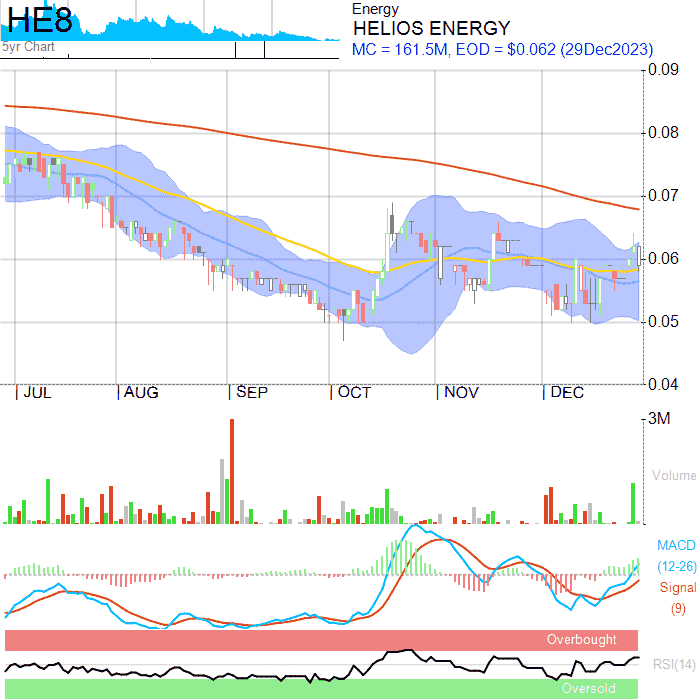 HE8
5yr Chart
Energy
HELIOS ENERGY
MC = 161.5M, EOD = $0.062 (29Dec2023)
0.09
0.08
0.07
0.06
0.05
0.04
JUL AUG SEP OCT NOV DEC
3M
Volume
MACD
(12-26)
Signal
(9)
Overbought
RSI(14)
Oversold